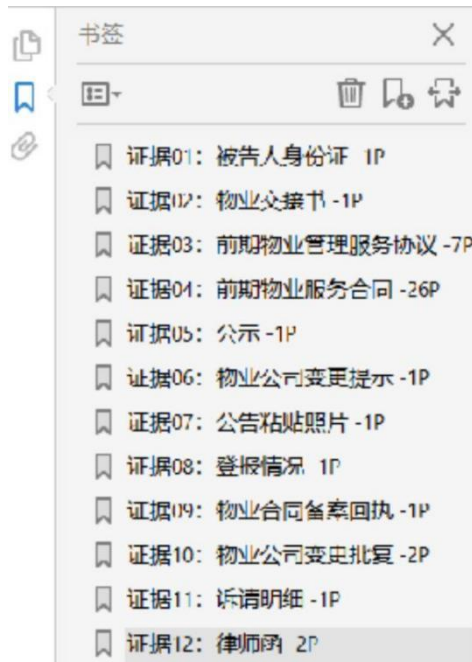 书签
证据01：被告人身份证 -1P
证据02：物业交接书 -1P
证据03：前期物业管理服务协议 -7P
证据04：前期物业服务合同 -26P
证据05：公示 -1P
证据06：物业公司变更提示 -1P
证据07：公告粘贴照片 -1P
证据08：登报情况 -1P
证据09：物业合同备案回执 -1P
证据10：物业公司变更批复 -2P
证据11：诉请明细 -1P
证据12：律师函 -2P